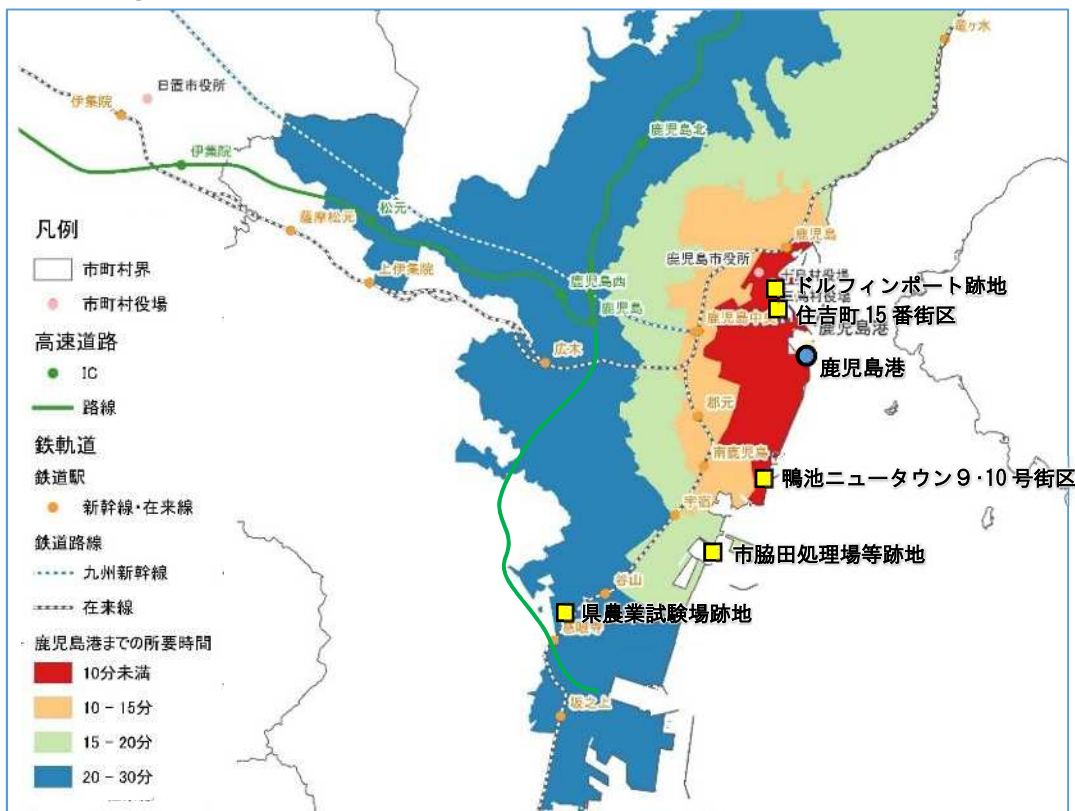 竜ヶ水
日置市役所
伊集院
鹿児島北
伊集院
松元
薩摩松元
上伊集院
鹿児島
鹿児島市役所
十島村役場
ドルフィンポート跡地
三島村役場
住吉町15番街区
鹿児島西
鹿児島
鹿児島中央
鹿児島港
鹿児島港
広木
郡元
南鹿児島
鴨池ニュータウン9・10号街区
宇宿
市脇田処理場等跡地
谷山
県農業試験場跡地
慈眼寺
坂之上
凡例
市町村界
市町村役場
高速道路
IC
路線
鉄軌道
鉄道駅
新幹線・在来線
鉄道路線
九州新幹線
在来線
鹿児島港までの所要時間
10分未満
10 - 15分
15 - 20分
20 - 30分